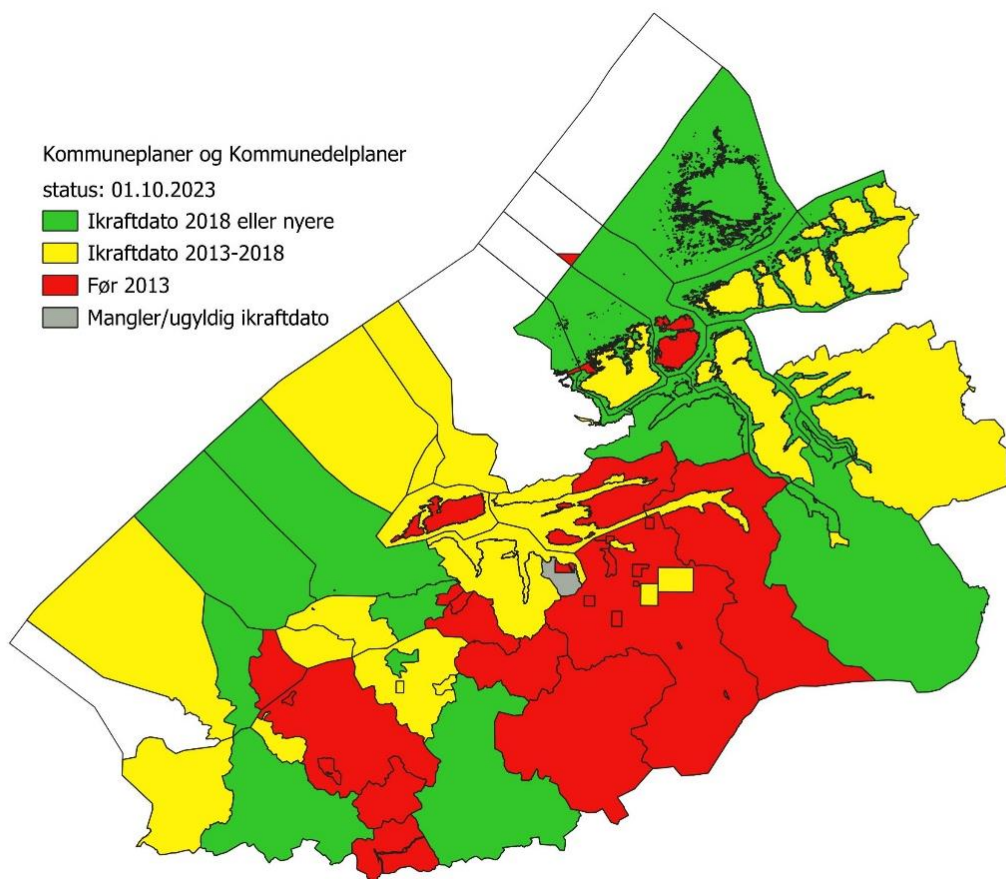 Kommuneplaner og Kommunedelplaner
status: 01.10.2023
Ikraftdato 2018 eller nyere
Ikraftdato 2013-2018
Før 2013
Mangler/ugyldig ikraftdato